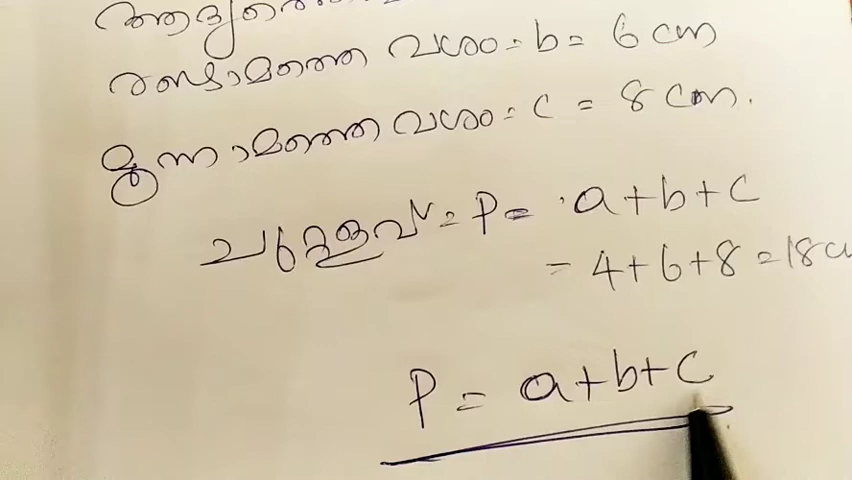 രണ്ടാമത്തെ വശം = b = 6 cm
മൂന്നാമത്തെ വശം = c = 8 cm.
ചുറ്റളവ് = P = a+b+c
= 4+6+8 = 18 c
P = a+b+c